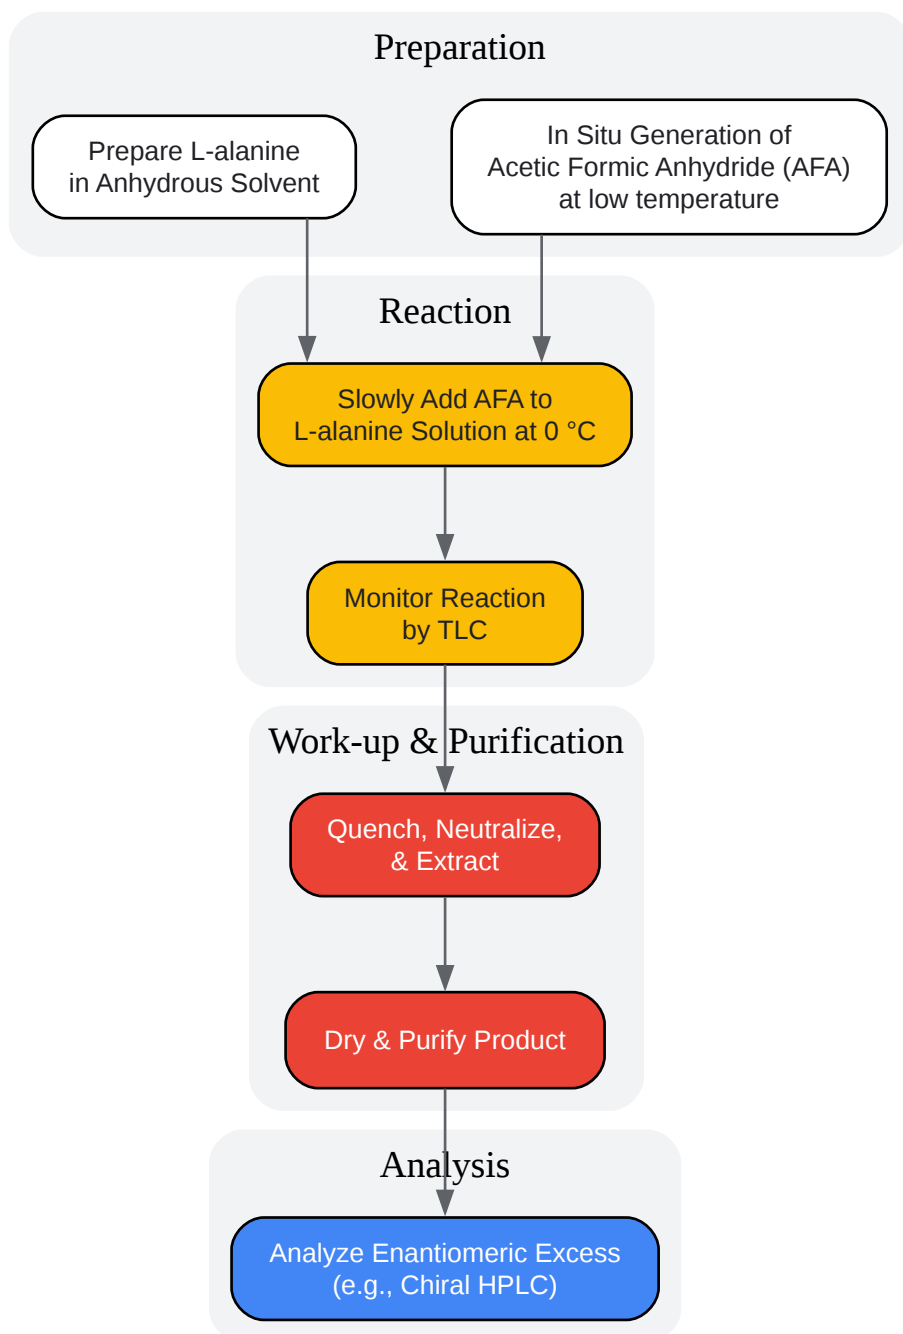 Preparation
Prepare L-alanine
in Anhydrous Solvent
In Situ Generation of
Acetic Formic Anhydride (AFA)
at low temperature
Reaction
Slowly Add AFA to
L-alanine Solution at 0 °C
Monitor Reaction
by TLC
Work-up & Purification
Quench, Neutralize,
& Extract
Dry & Purify Product
Analysis
Analyze Enantiomeric Excess
(e.g., Chiral HPLC)